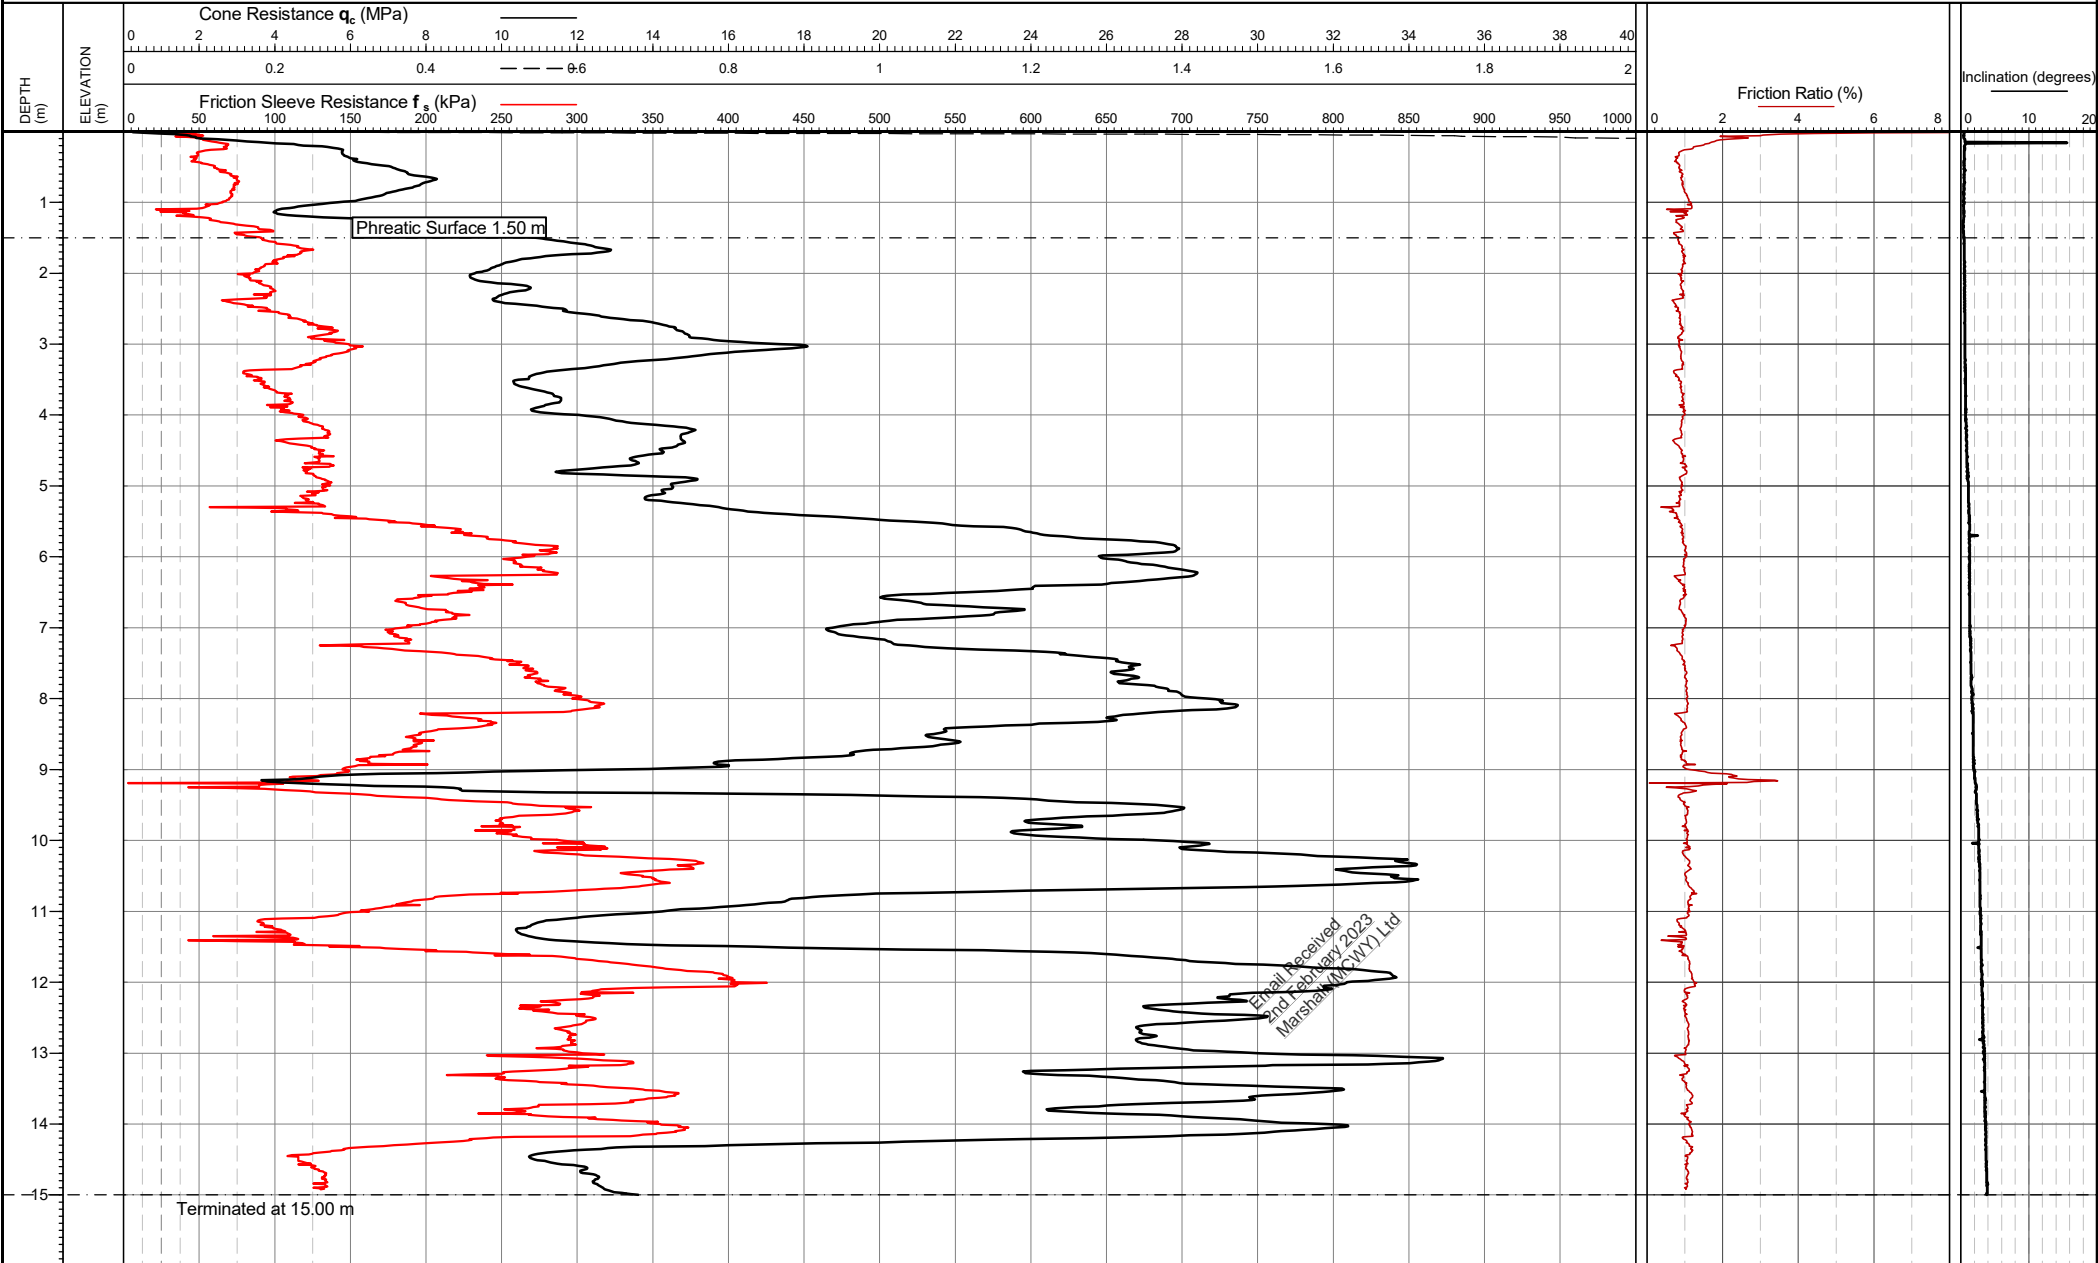 Cone Resistance qc (MPa)
0 2 4 6 8 10 12 14 16 18 20 22 24 26 28 30 32 34 36 38 40
0 0.2 0.4 0.6 0.8 1 1.2 1.4 1.6 1.8 2
Friction Sleeve Resistance fs (kPa)
0 50 100 150 200 250 300 350 400 450 500 550 600 650 700 750 800 850 900 950 1000
DEPTH
(m)
ELEVATION
(m)
Friction Ratio (%)
0 2 4 6 8
Inclination (degrees)
0 10 20
1
Phreatic Surface 1.50 m
2
3
4
5
6
7
8
9
10
11
12
13
14
15
Email Received
2nd February 2023
Marshall (MCWY) Ltd
Terminated at 15.00 m